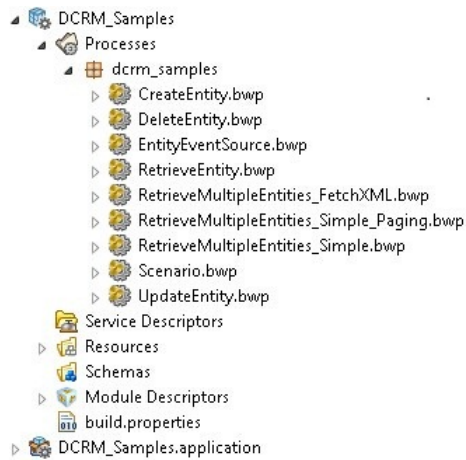 DCRM_Samples
Processes
dcrm_samples
CreateEntity.bwp
DeleteEntity.bwp
EntityEventSource.bwp
RetrieveEntity.bwp
RetrieveMultipleEntities_FetchXML.bwp
RetrieveMultipleEntities_Simple_Paging.bwp
RetrieveMultipleEntities_Simple.bwp
Scenario.bwp
UpdateEntity.bwp
Service Descriptors
Resources
Schemas
Module Descriptors
build.properties
DCRM_Samples.application